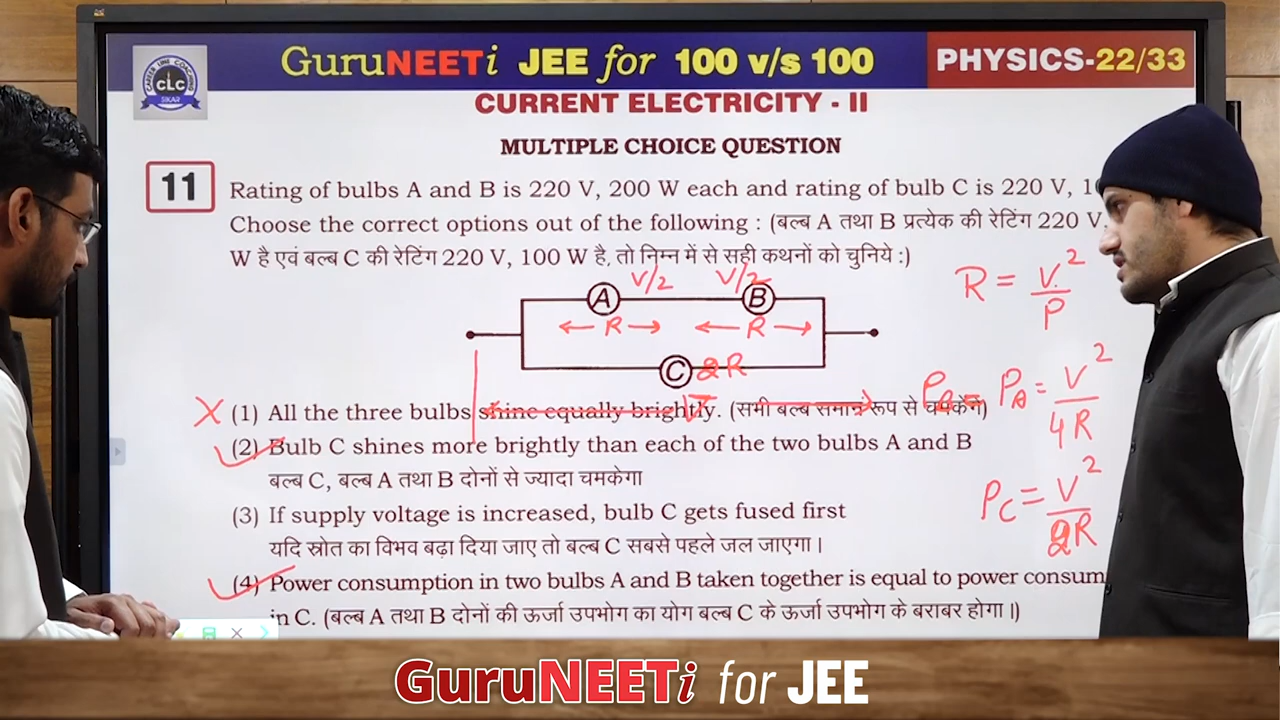 GuruNEETi JEE for 100 v/s 100
PHYSICS-22/33
CAREER LINE COACHING
CLC
SIKAR
CURRENT ELECTRICITY - II
MULTIPLE CHOICE QUESTION
11
Rating of bulbs A and B is 220 V, 200 W each and rating of bulb C is 220 V, 1
Choose the correct options out of the following : (बल्ब A तथा B प्रत्येक की रेटिंग 220 V,
W है एवं बल्ब C की रेटिंग 220 V, 100 W है, तो निम्न में से सही कथनों को चुनिये :)
V/2 V/2
A B
R R
C 2R
V
R = V²/P
P_A = V²/4R
P_C = V²/2R
(1) All the three bulbs shine equally brightly. (सभी बल्ब समान रूप से चमकेंगे)
(2) Bulb C shines more brightly than each of the two bulbs A and B
बल्ब C, बल्ब A तथा B दोनों से ज्यादा चमकेगा
(3) If supply voltage is increased, bulb C gets fused first
यदि स्रोत का विभव बढ़ा दिया जाए तो बल्ब C सबसे पहले जल जाएगा।
(4) Power consumption in two bulbs A and B taken together is equal to power consum
in C. (बल्ब A तथा B दोनों की ऊर्जा उपभोग का योग बल्ब C के ऊर्जा उपभोग के बराबर होगा।)
GuruNEETi for JEE